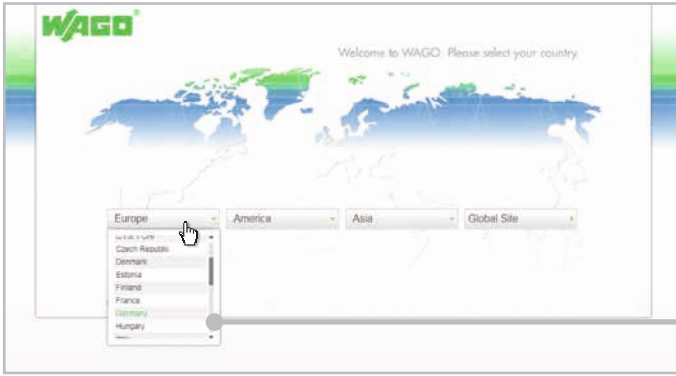 WAGO®
Welcome to WAGO. Please select your country.
Europe America Asia Global Site
Czech Republic
Denmark
Estonia
Finland
France
Germany
Hungary